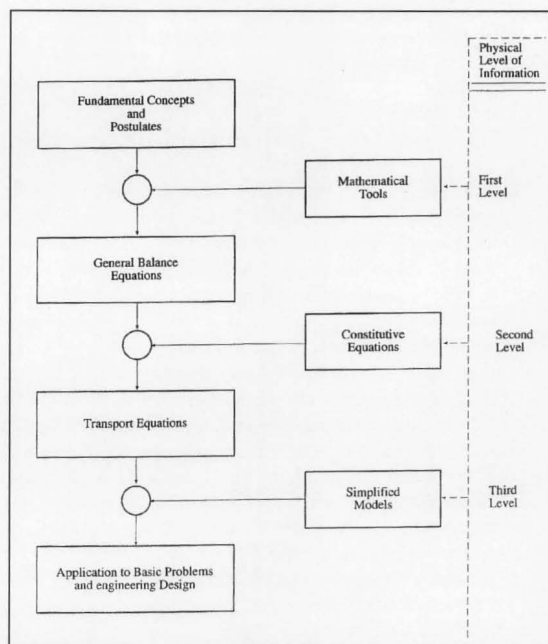 Physical
Level of
Information
Fundamental Concepts
and
Postulates
Mathematical
Tools
First
Level
General Balance
Equations
Constitutive
Equations
Second
Level
Transport Equations
Simplified
Models
Third
Level
Application to Basic Problems
and engineering Design